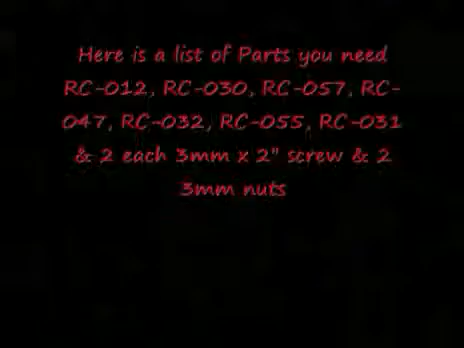 Here is a list of Parts you need
RC-012, RC-030, RC-057, RC-
047, RC-032, RC-055, RC-031
& 2 each 3mm x 2" screw & 2
3mm nuts